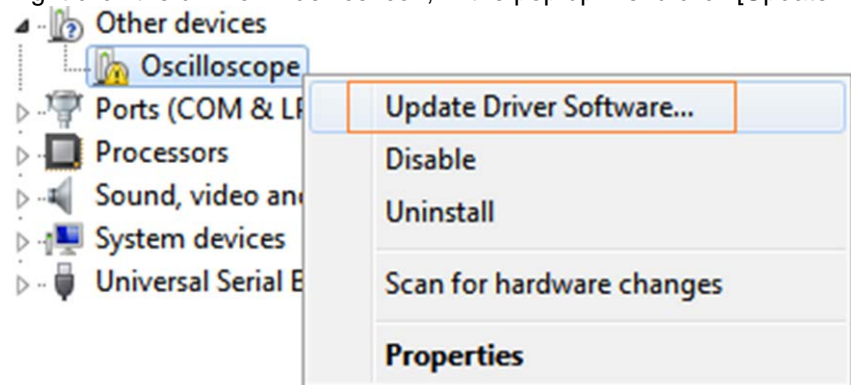 Other devices
Oscilloscope
Ports (COM & LP
Update Driver Software...
Processors
Disable
Sound, video and
Uninstall
System devices
Universal Serial B
Scan for hardware changes
Properties